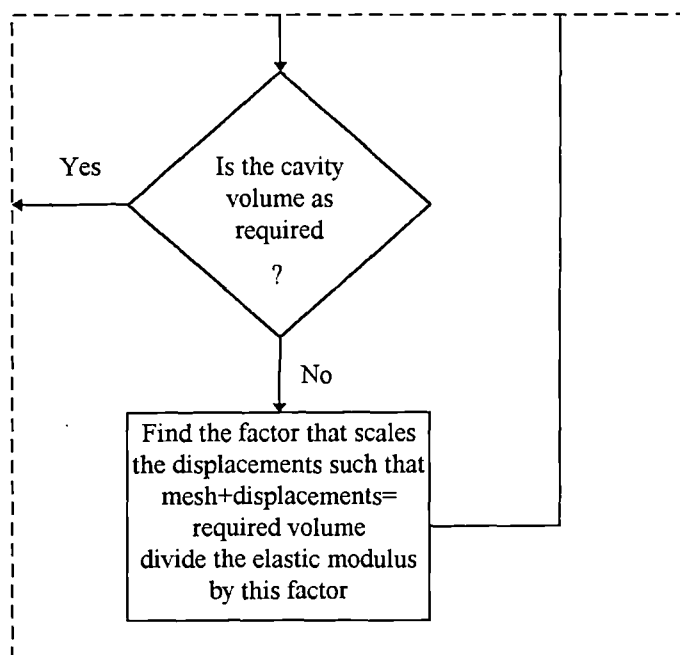 Yes
Is the cavity
volume as
required
?
No
Find the factor that scales
the displacements such that
mesh+displacements=
required volume
divide the elastic modulus
by this factor